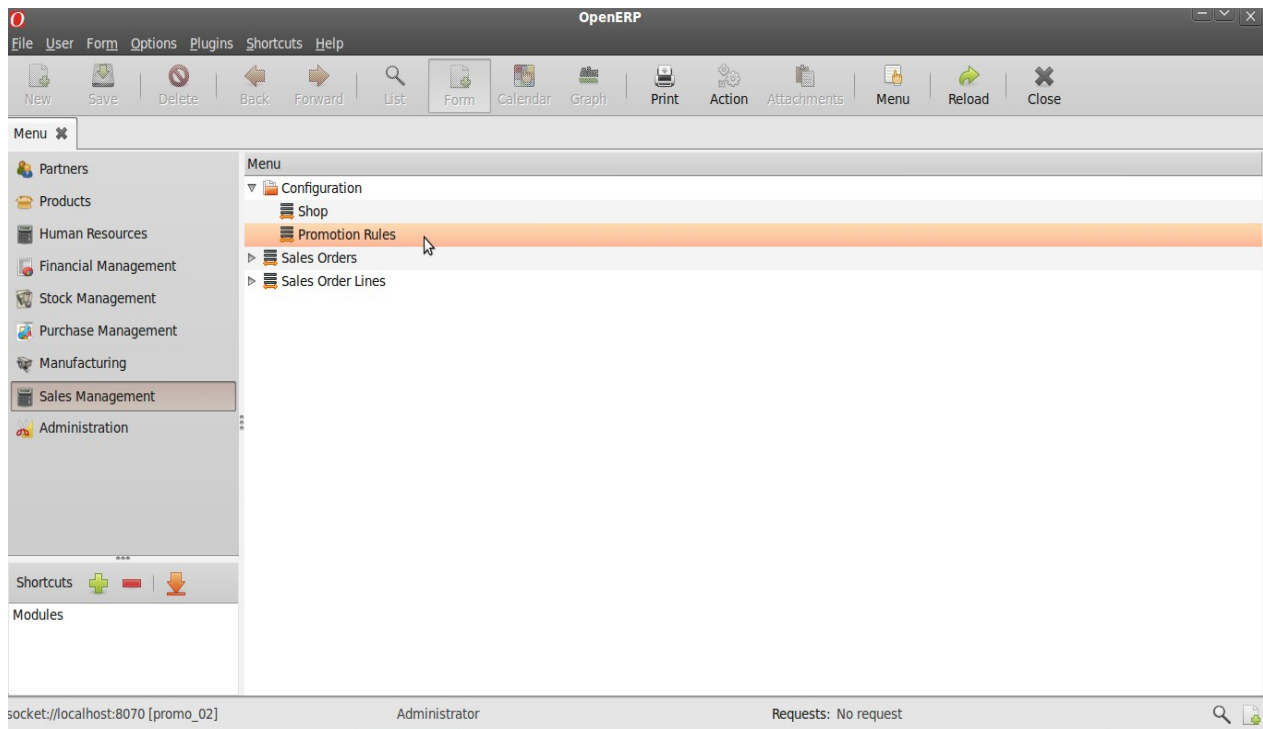 OpenERP
File User Form Options Plugins Shortcuts Help
New Save Delete Back Forward List Form Calendar Graph Print Action Attachments Menu Reload Close
Menu
Partners
Products
Human Resources
Financial Management
Stock Management
Purchase Management
Manufacturing
Sales Management
Administration
Menu
Configuration
Shop
Promotion Rules
Sales Orders
Sales Order Lines
Shortcuts
Modules
socket://localhost:8070 [promo_02] Administrator Requests: No request